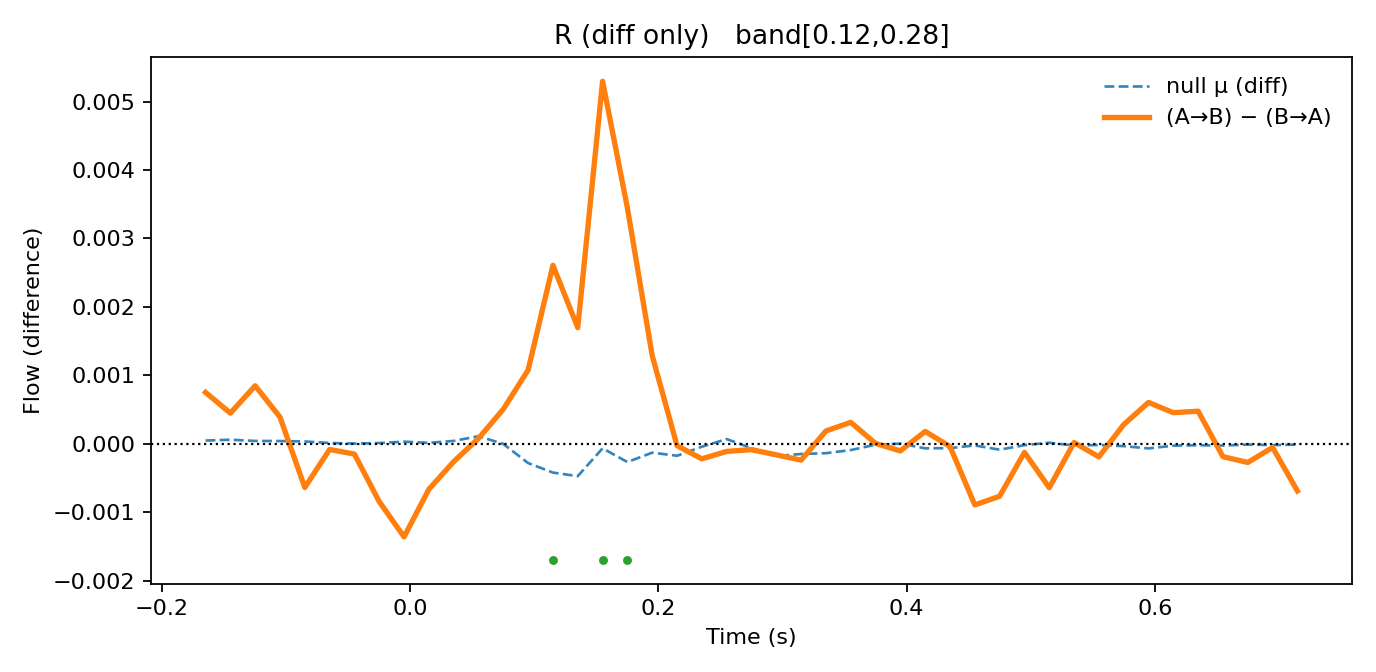 R (diff only)   band[0.12,0.28]
null μ (diff)
(A→B) − (B→A)
Flow (difference)
0.005
0.004
0.003
0.002
0.001
0.000
−0.001
−0.002
−0.2
0.0
0.2
0.4
0.6
Time (s)